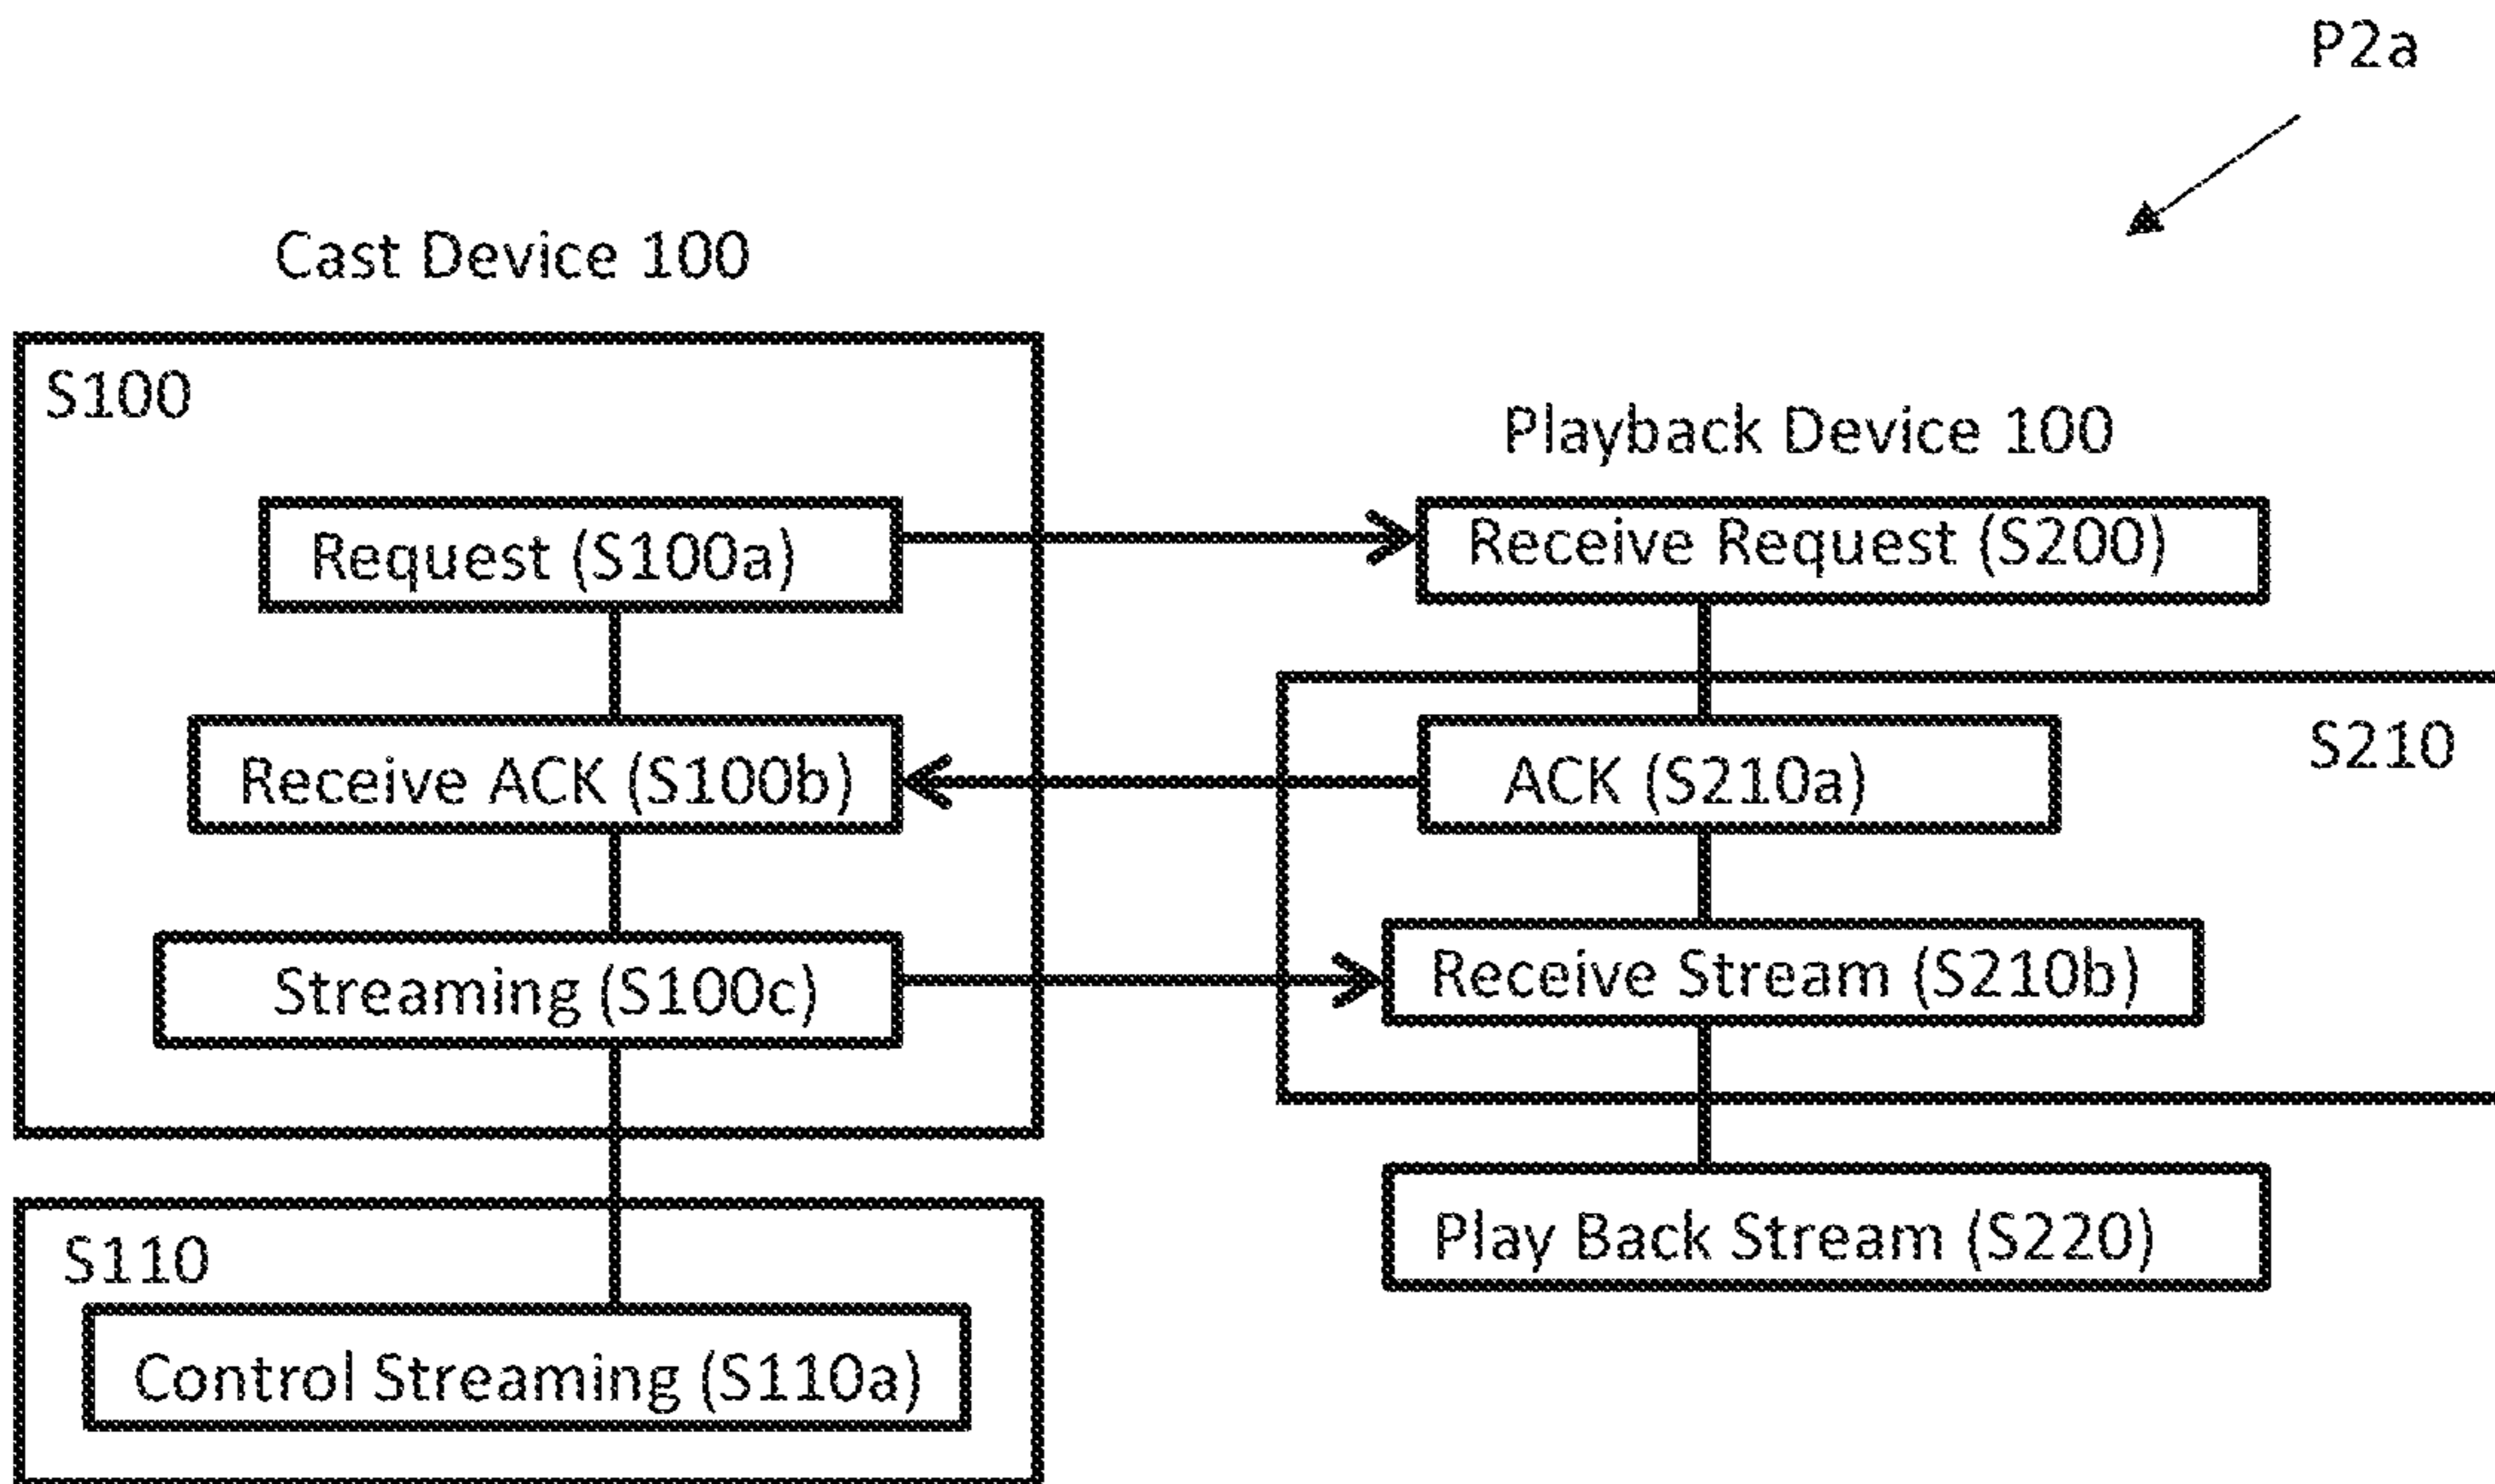 P2a
Cast Device 100
S100
Playback Device 100
Request (S100a)
Receive Request (S200)
Receive ACK (S100b)
ACK (S210a)
S210
Streaming (S100c)
Receive Stream (S210b)
Play Back Stream (S220)
S110
Control Streaming (S110a)